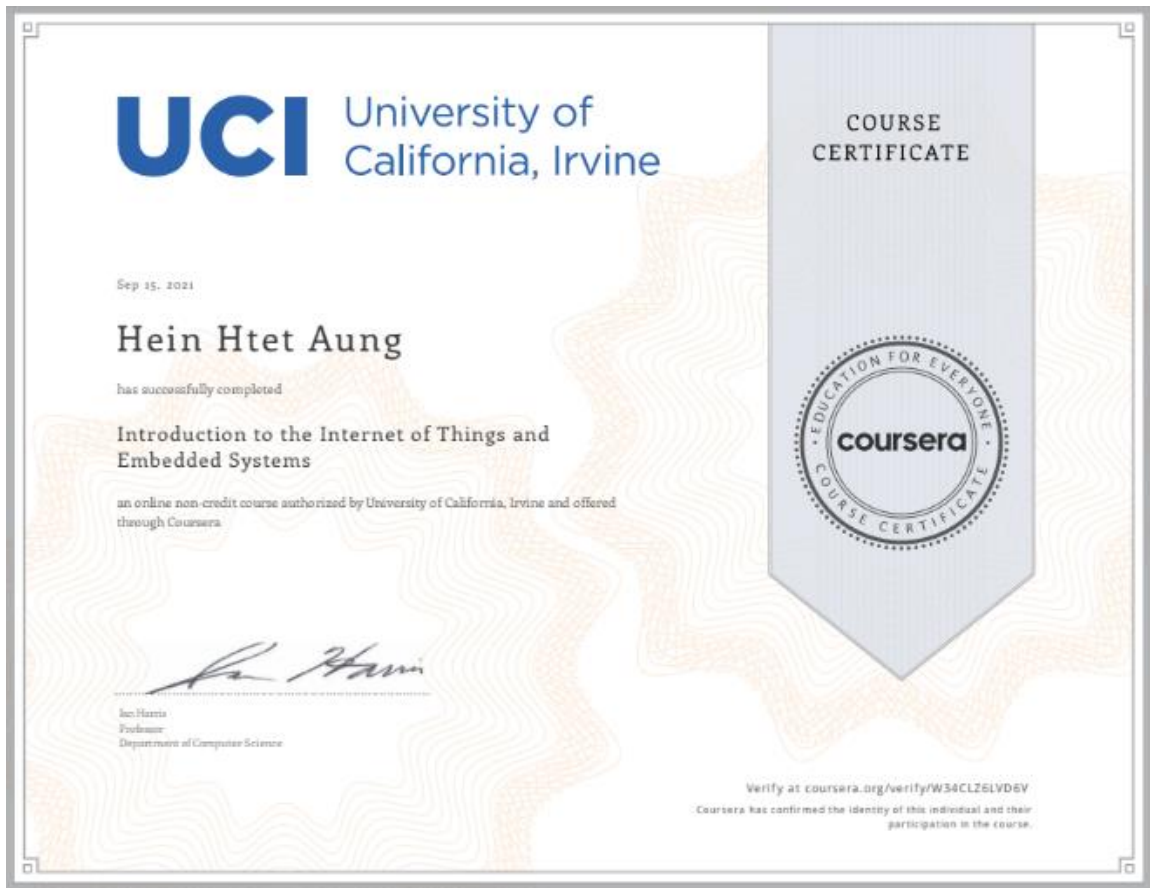 UCI University of
California, Irvine
COURSE
CERTIFICATE
Sep 15, 2021
Hein Htet Aung
has successfully completed
Introduction to the Internet of Things and
Embedded Systems
an online non-credit course authorized by University of California, Irvine and offered
through Coursera
EDUCATION FOR EVERYONE
coursera
COURSE CERTIFICATE
Ian Harris
Ian Harris
Professor
Department of Computer Science
Verify at coursera.org/verify/W34CLZ6LVD6V
Coursera has confirmed the identity of this individual and their
participation in the course.